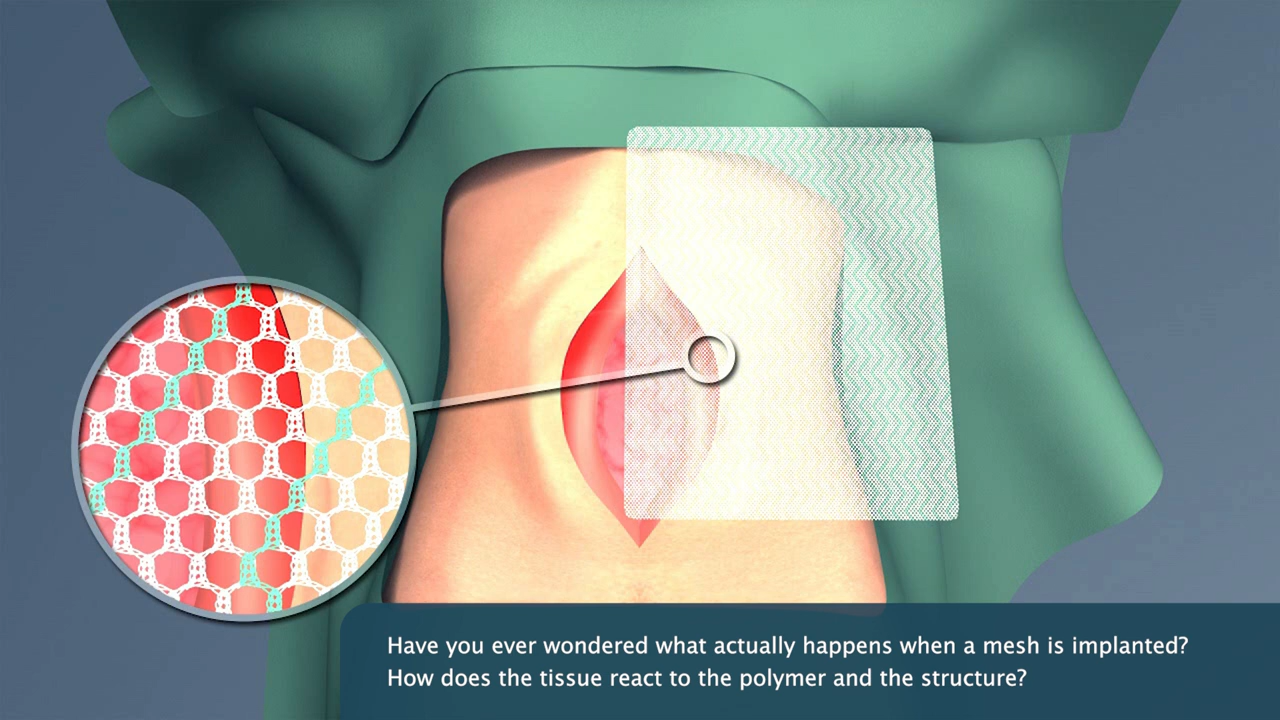 Have you ever wondered what actually happens when a mesh is implanted?
How does the tissue react to the polymer and the structure?